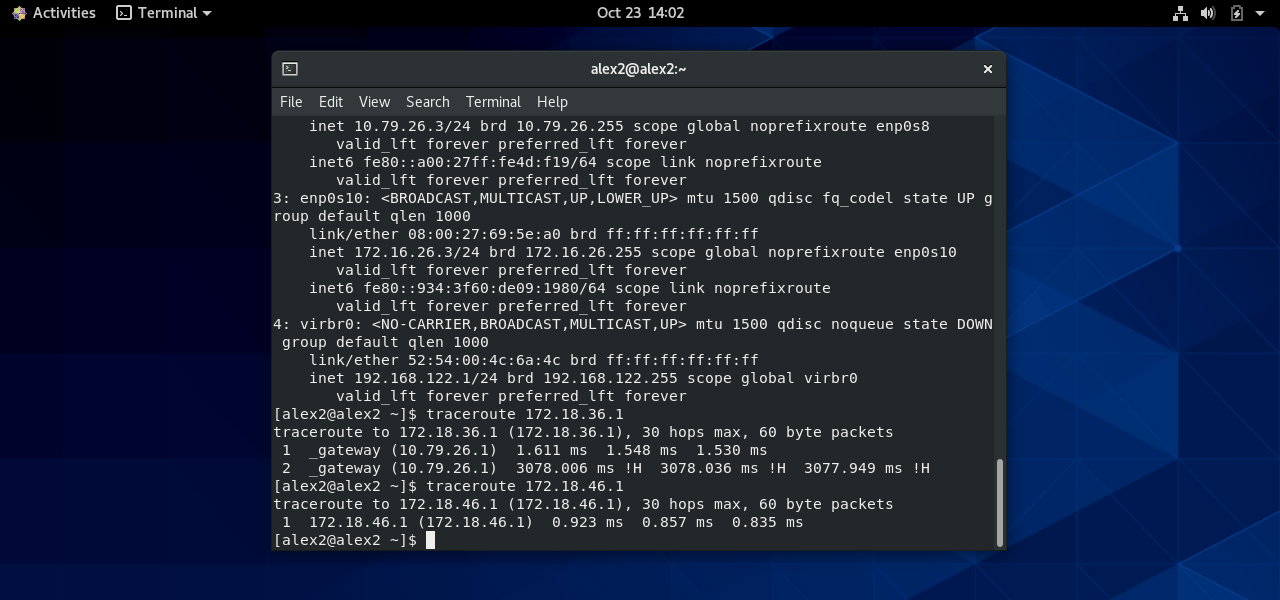 Activities Terminal Oct 23 14:02
alex2@alex2:~
File Edit View Search Terminal Help
    inet 10.79.26.3/24 brd 10.79.26.255 scope global noprefixroute enp0s8
       valid_lft forever preferred_lft forever
    inet6 fe80::a00:27ff:fe4d:f19/64 scope link noprefixroute
       valid_lft forever preferred_lft forever
3: enp0s10: <BROADCAST,MULTICAST,UP,LOWER_UP> mtu 1500 qdisc fq_codel state UP g
roup default qlen 1000
    link/ether 08:00:27:69:5e:a0 brd ff:ff:ff:ff:ff:ff
    inet 172.16.26.3/24 brd 172.16.26.255 scope global noprefixroute enp0s10
       valid_lft forever preferred_lft forever
    inet6 fe80::934:3f60:de09:1980/64 scope link noprefixroute
       valid_lft forever preferred_lft forever
4: virbr0: <NO-CARRIER,BROADCAST,MULTICAST,UP> mtu 1500 qdisc noqueue state DOWN
 group default qlen 1000
    link/ether 52:54:00:4c:6a:4c brd ff:ff:ff:ff:ff:ff
    inet 192.168.122.1/24 brd 192.168.122.255 scope global virbr0
       valid_lft forever preferred_lft forever
[alex2@alex2 ~]$ traceroute 172.18.36.1
traceroute to 172.18.36.1 (172.18.36.1), 30 hops max, 60 byte packets
 1  _gateway (10.79.26.1)  1.611 ms  1.548 ms  1.530 ms
 2  _gateway (10.79.26.1)  3078.006 ms !H  3078.036 ms !H  3077.949 ms !H
[alex2@alex2 ~]$ traceroute 172.18.46.1
traceroute to 172.18.46.1 (172.18.46.1), 30 hops max, 60 byte packets
 1  172.18.46.1 (172.18.46.1)  0.923 ms  0.857 ms  0.835 ms
[alex2@alex2 ~]$